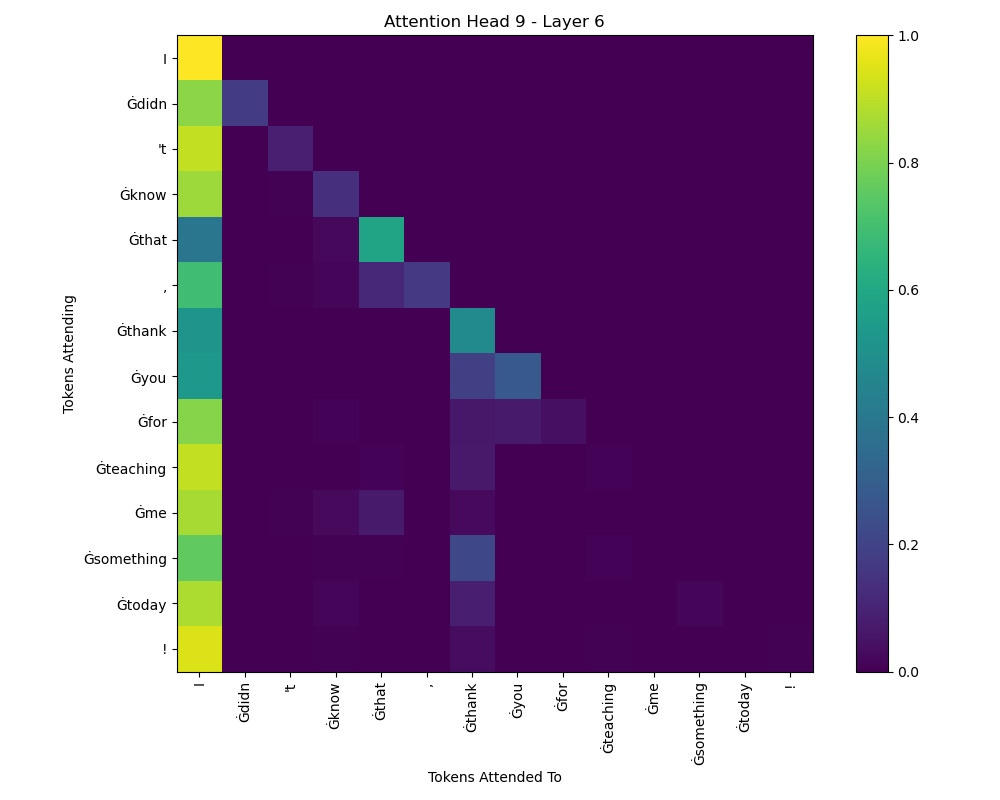 Attention Head 9 - Layer 6
Tokens Attending
I
Ġdidn
't
Ġknow
Ġthat
,
Ġthank
Ġyou
Ġfor
Ġteaching
Ġme
Ġsomething
Ġtoday
!
I
Ġdidn
't
Ġknow
Ġthat
,
Ġthank
Ġyou
Ġfor
Ġteaching
Ġme
Ġsomething
Ġtoday
!
Tokens Attended To
1.0
0.8
0.6
0.4
0.2
0.0